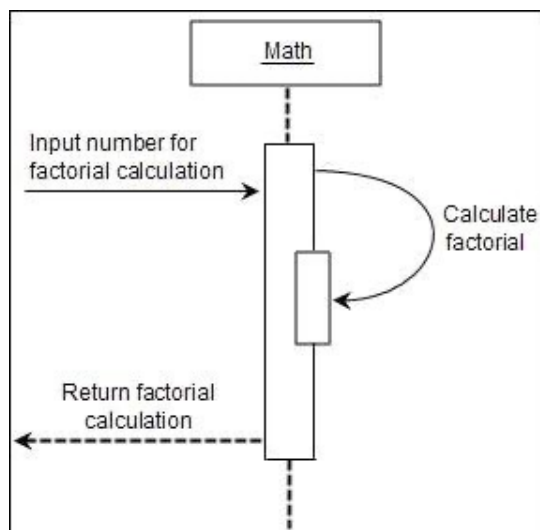 Math
Input number for
factorial calculation
Calculate
factorial
Return factorial
calculation